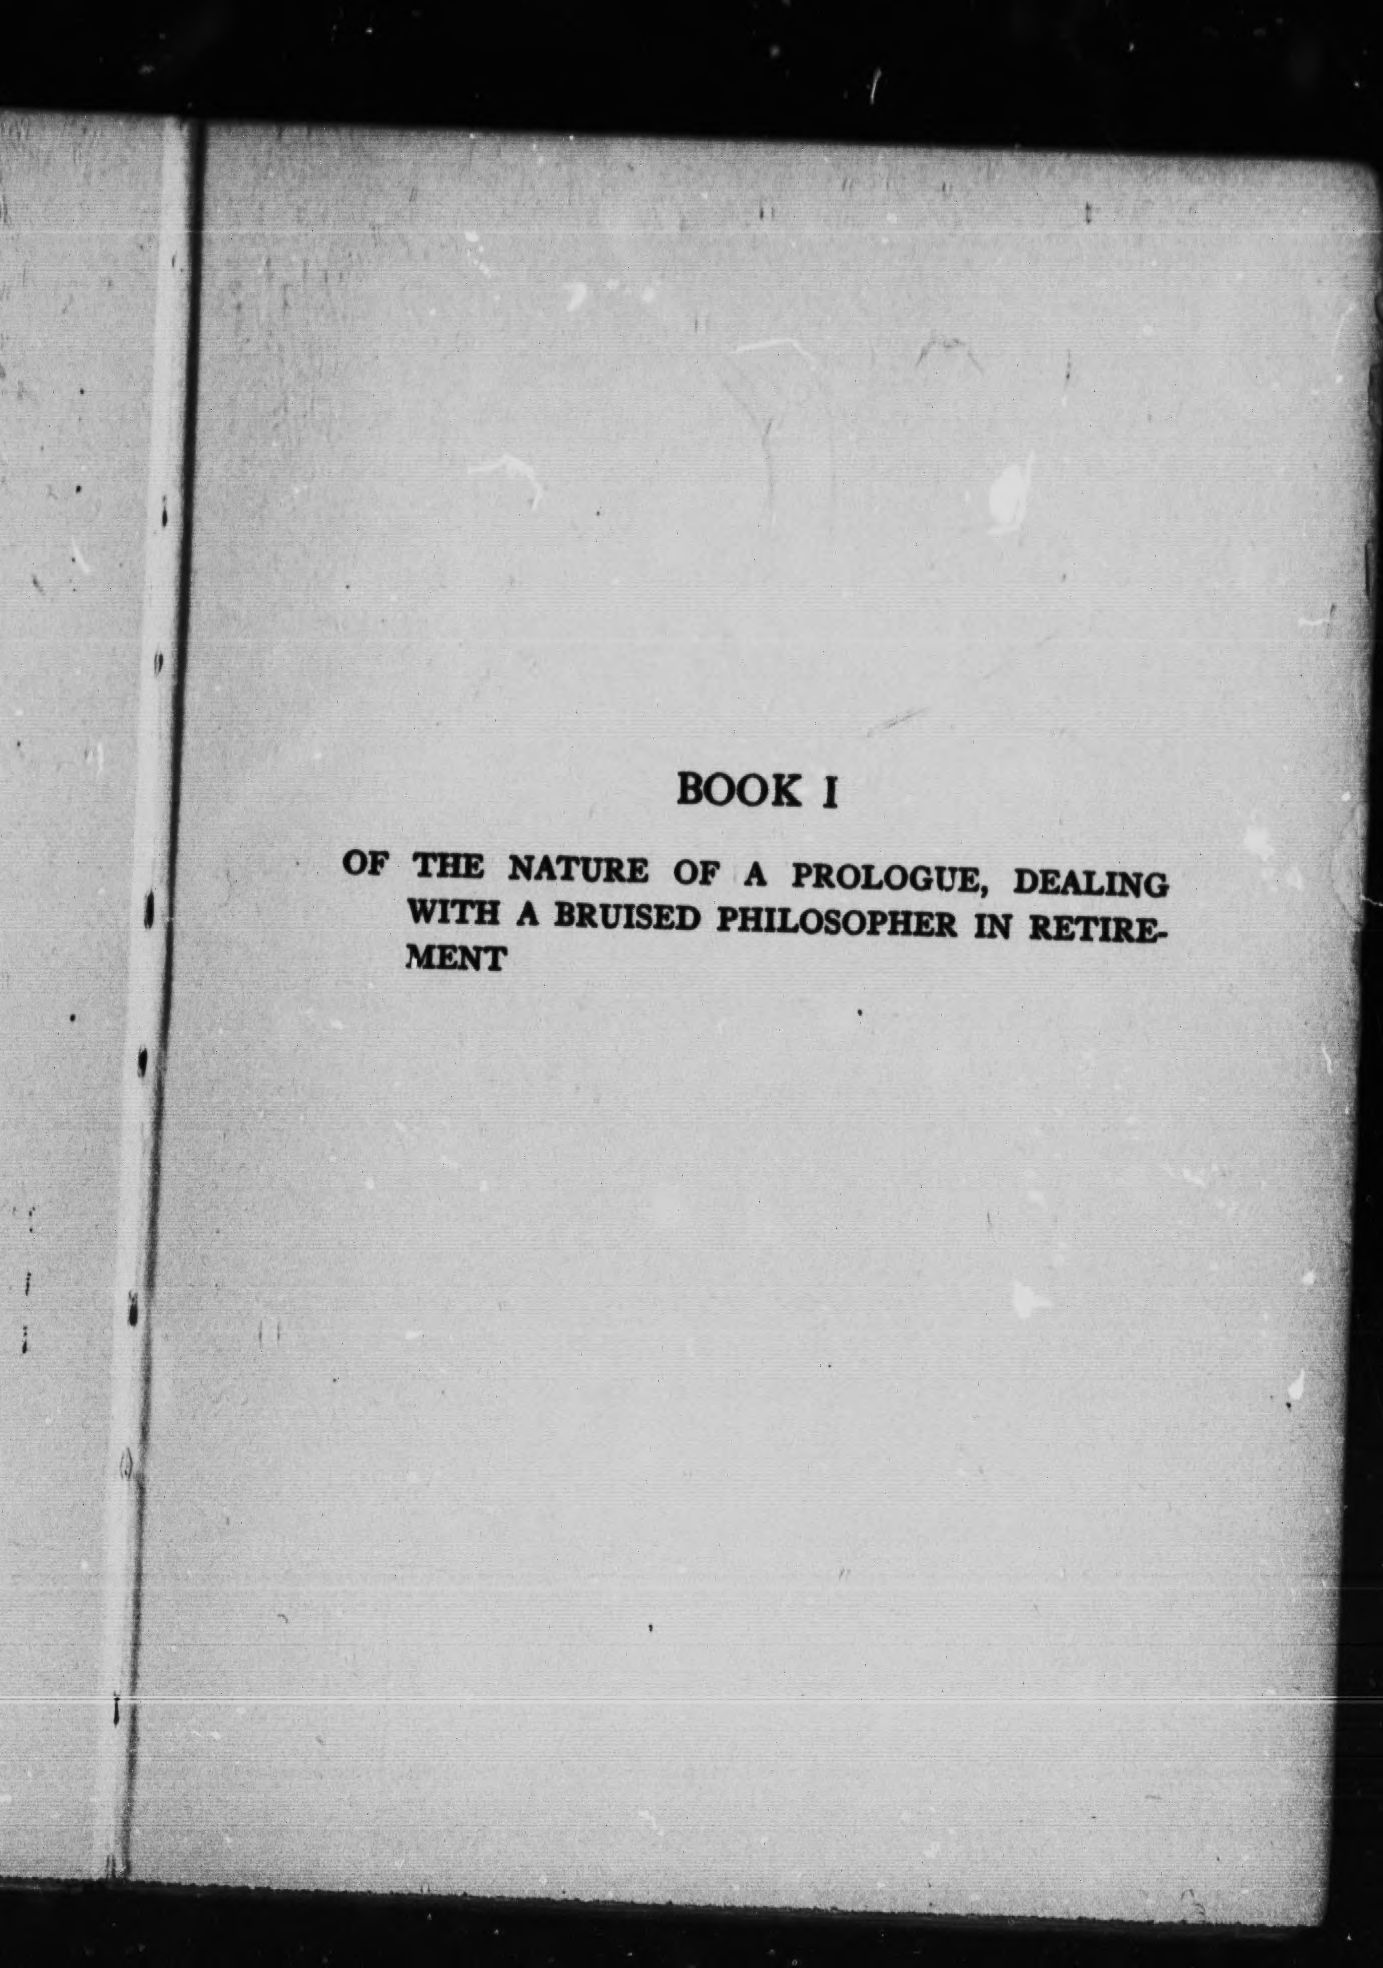 BOOK I
OF THE NATURE OF A PROLOGUE, DEALING
WITH A BRUISED PHILOSOPHER IN RETIRE-
MENT